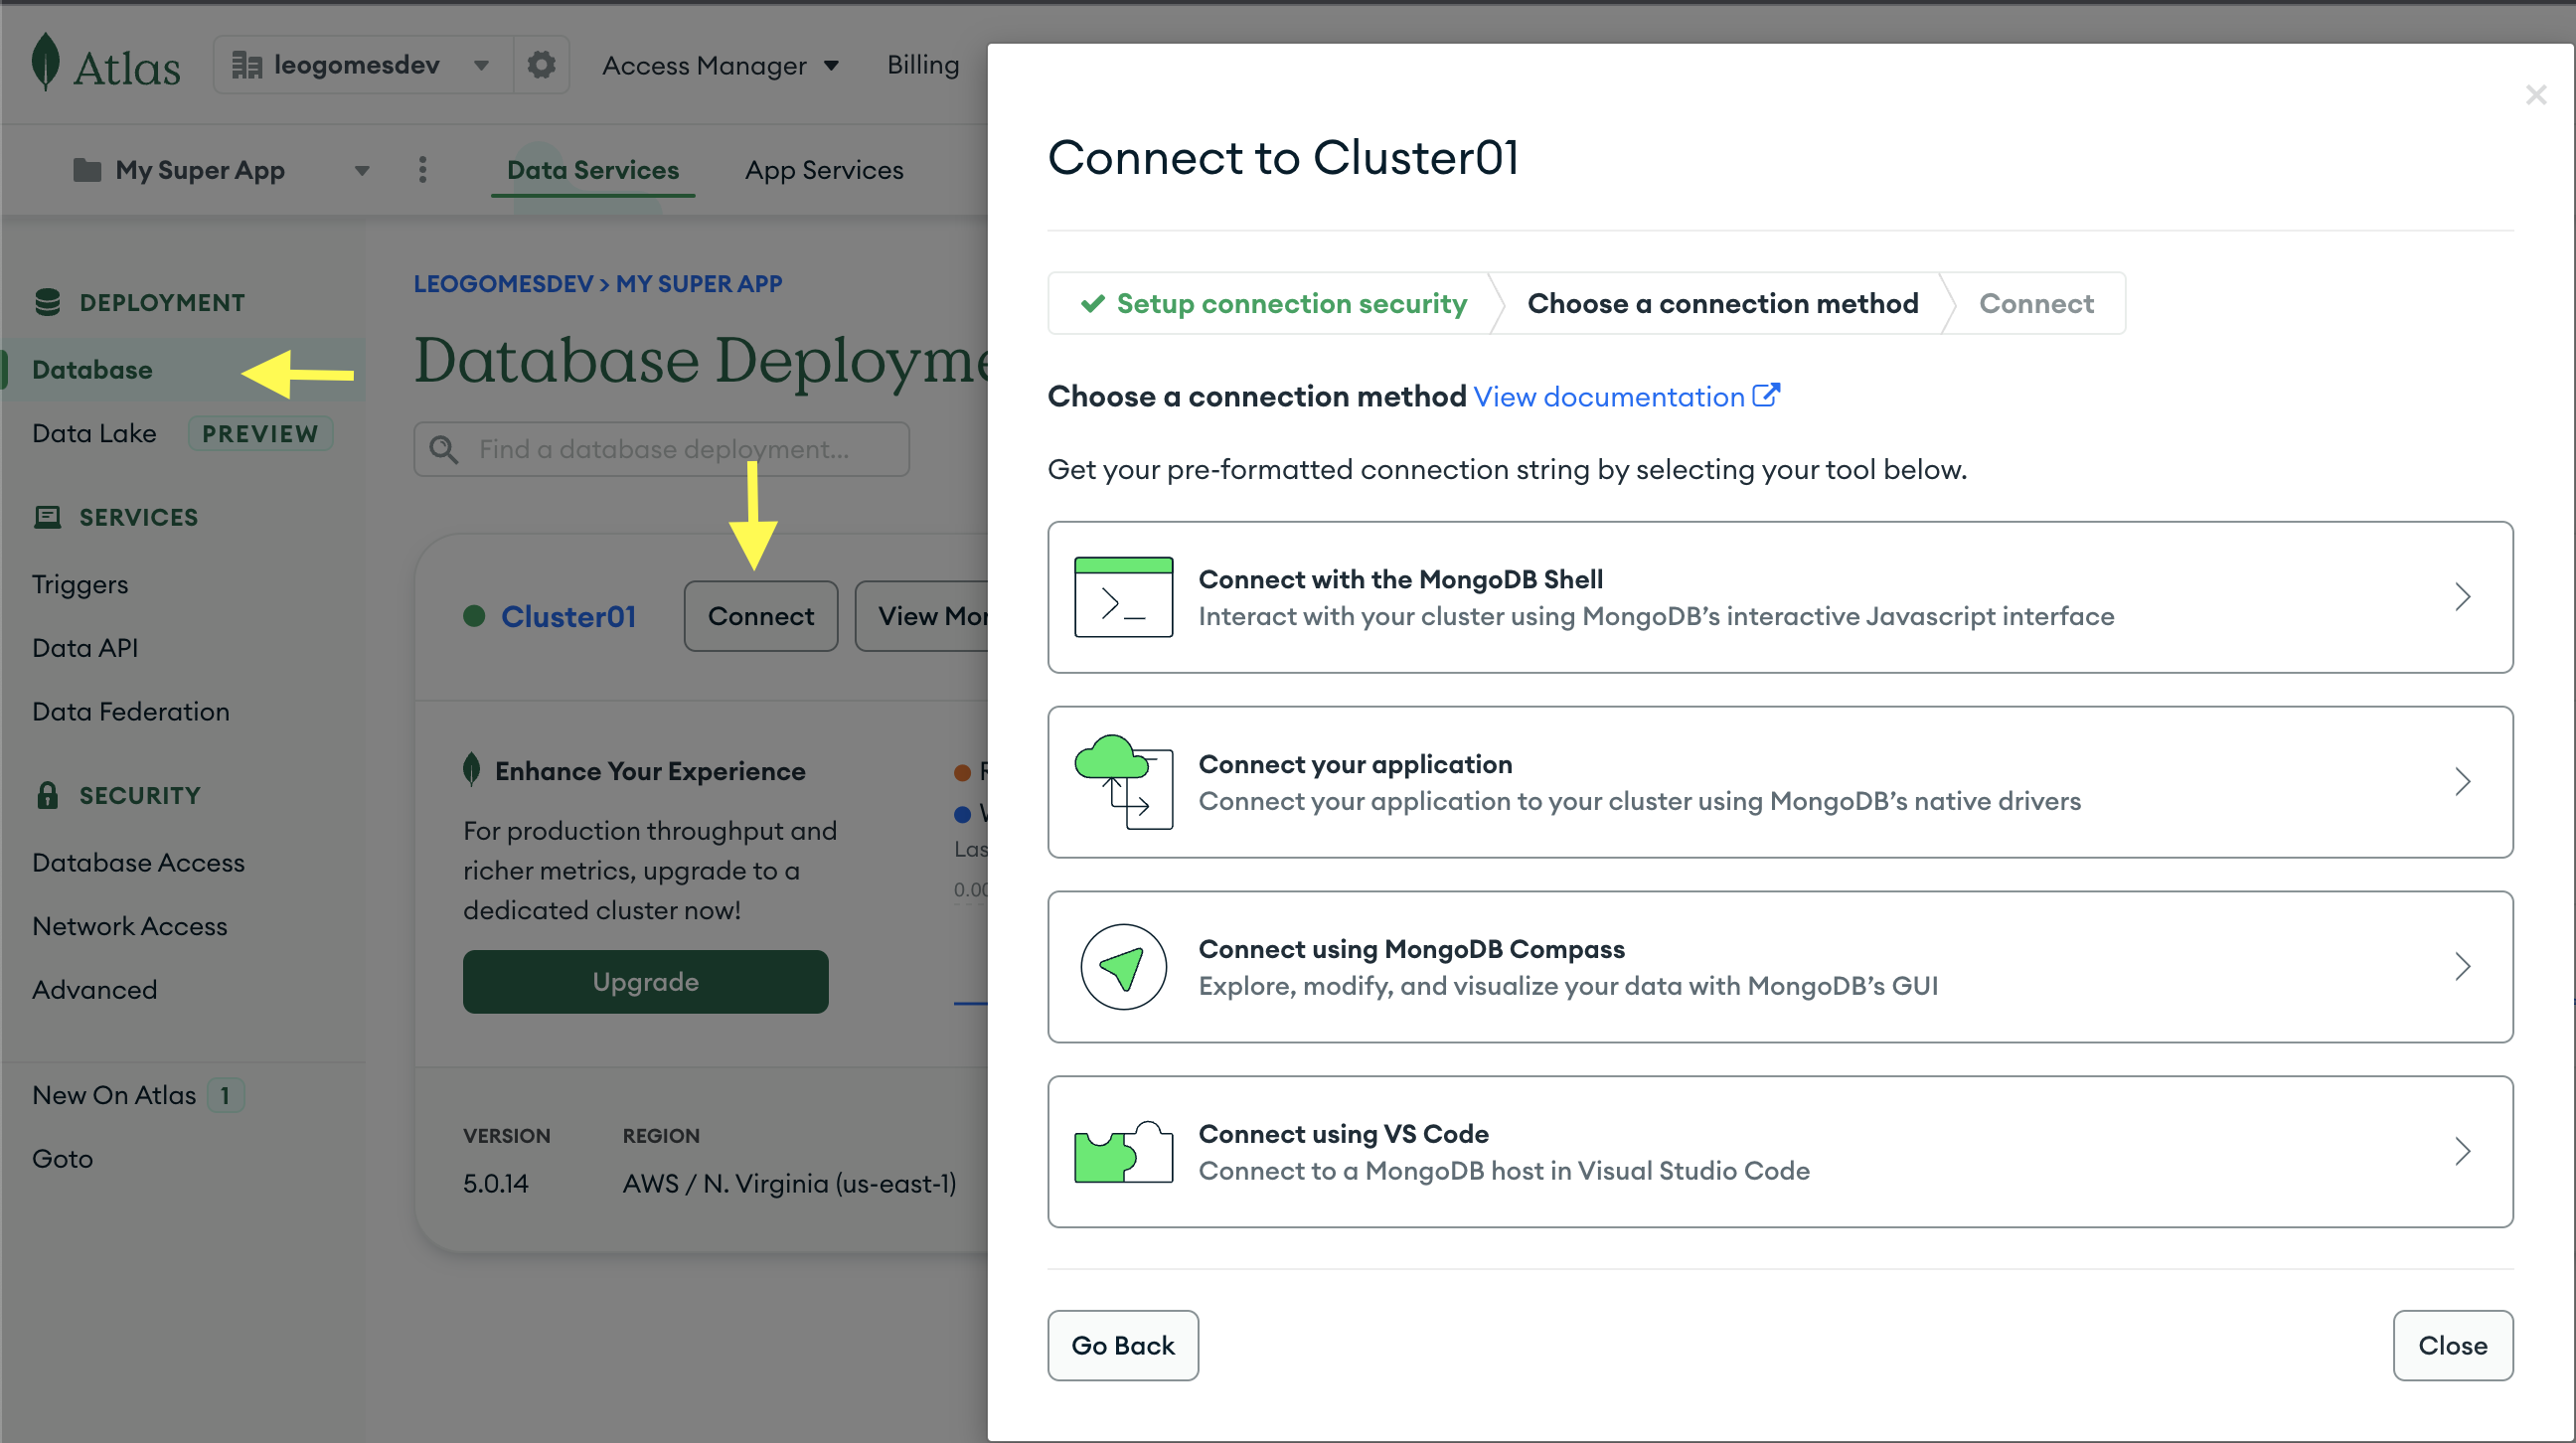 Atlas
leogomesdev
Access Manager
Billing
My Super App
Data Services
App Services
DEPLOYMENT
Database
Data Lake PREVIEW
SERVICES
Triggers
Data API
Data Federation
SECURITY
Database Access
Network Access
Advanced
New On Atlas 1
Goto
LEOGOMESDEV > MY SUPER APP
Database Deployme
Find a database deployment...
Cluster01
Connect
View Mor
Enhance Your Experience
For production throughput and
richer metrics, upgrade to a
dedicated cluster now!
Upgrade
Las
VERSION
5.0.14
REGION
AWS / N. Virginia (us-east-1)
Connect to Cluster01
Setup connection security
Choose a connection method
Connect
Choose a connection method View documentation
Get your pre-formatted connection string by selecting your tool below.
Connect with the MongoDB Shell
Interact with your cluster using MongoDB’s interactive Javascript interface
Connect your application
Connect your application to your cluster using MongoDB’s native drivers
Connect using MongoDB Compass
Explore, modify, and visualize your data with MongoDB’s GUI
Connect using VS Code
Connect to a MongoDB host in Visual Studio Code
Go Back
Close